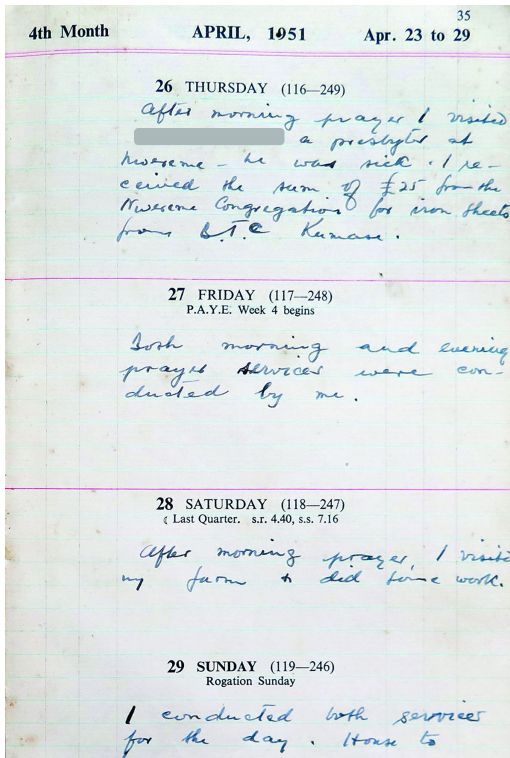 35
4th Month APRIL, 1951 Apr. 23 to 29
26 THURSDAY (116—249)
After morning prayer I visited
a presbyter at
Nwereme – he was sick. I re-
ceived the sum of £25 from the
Nwereme Congregation for iron sheets
from B.T.C Kumase.
27 FRIDAY (117—248)
P.A.Y.E. Week 4 begins
Both morning and evening
prayer services were con-
ducted by me.
28 SATURDAY (118—247)
☾ Last Quarter. s.r. 4.40, s.s. 7.16
After morning prayer, I visite
my farm & did some work.
29 SUNDAY (119—246)
Rogation Sunday
I conducted both services
for the day. House to